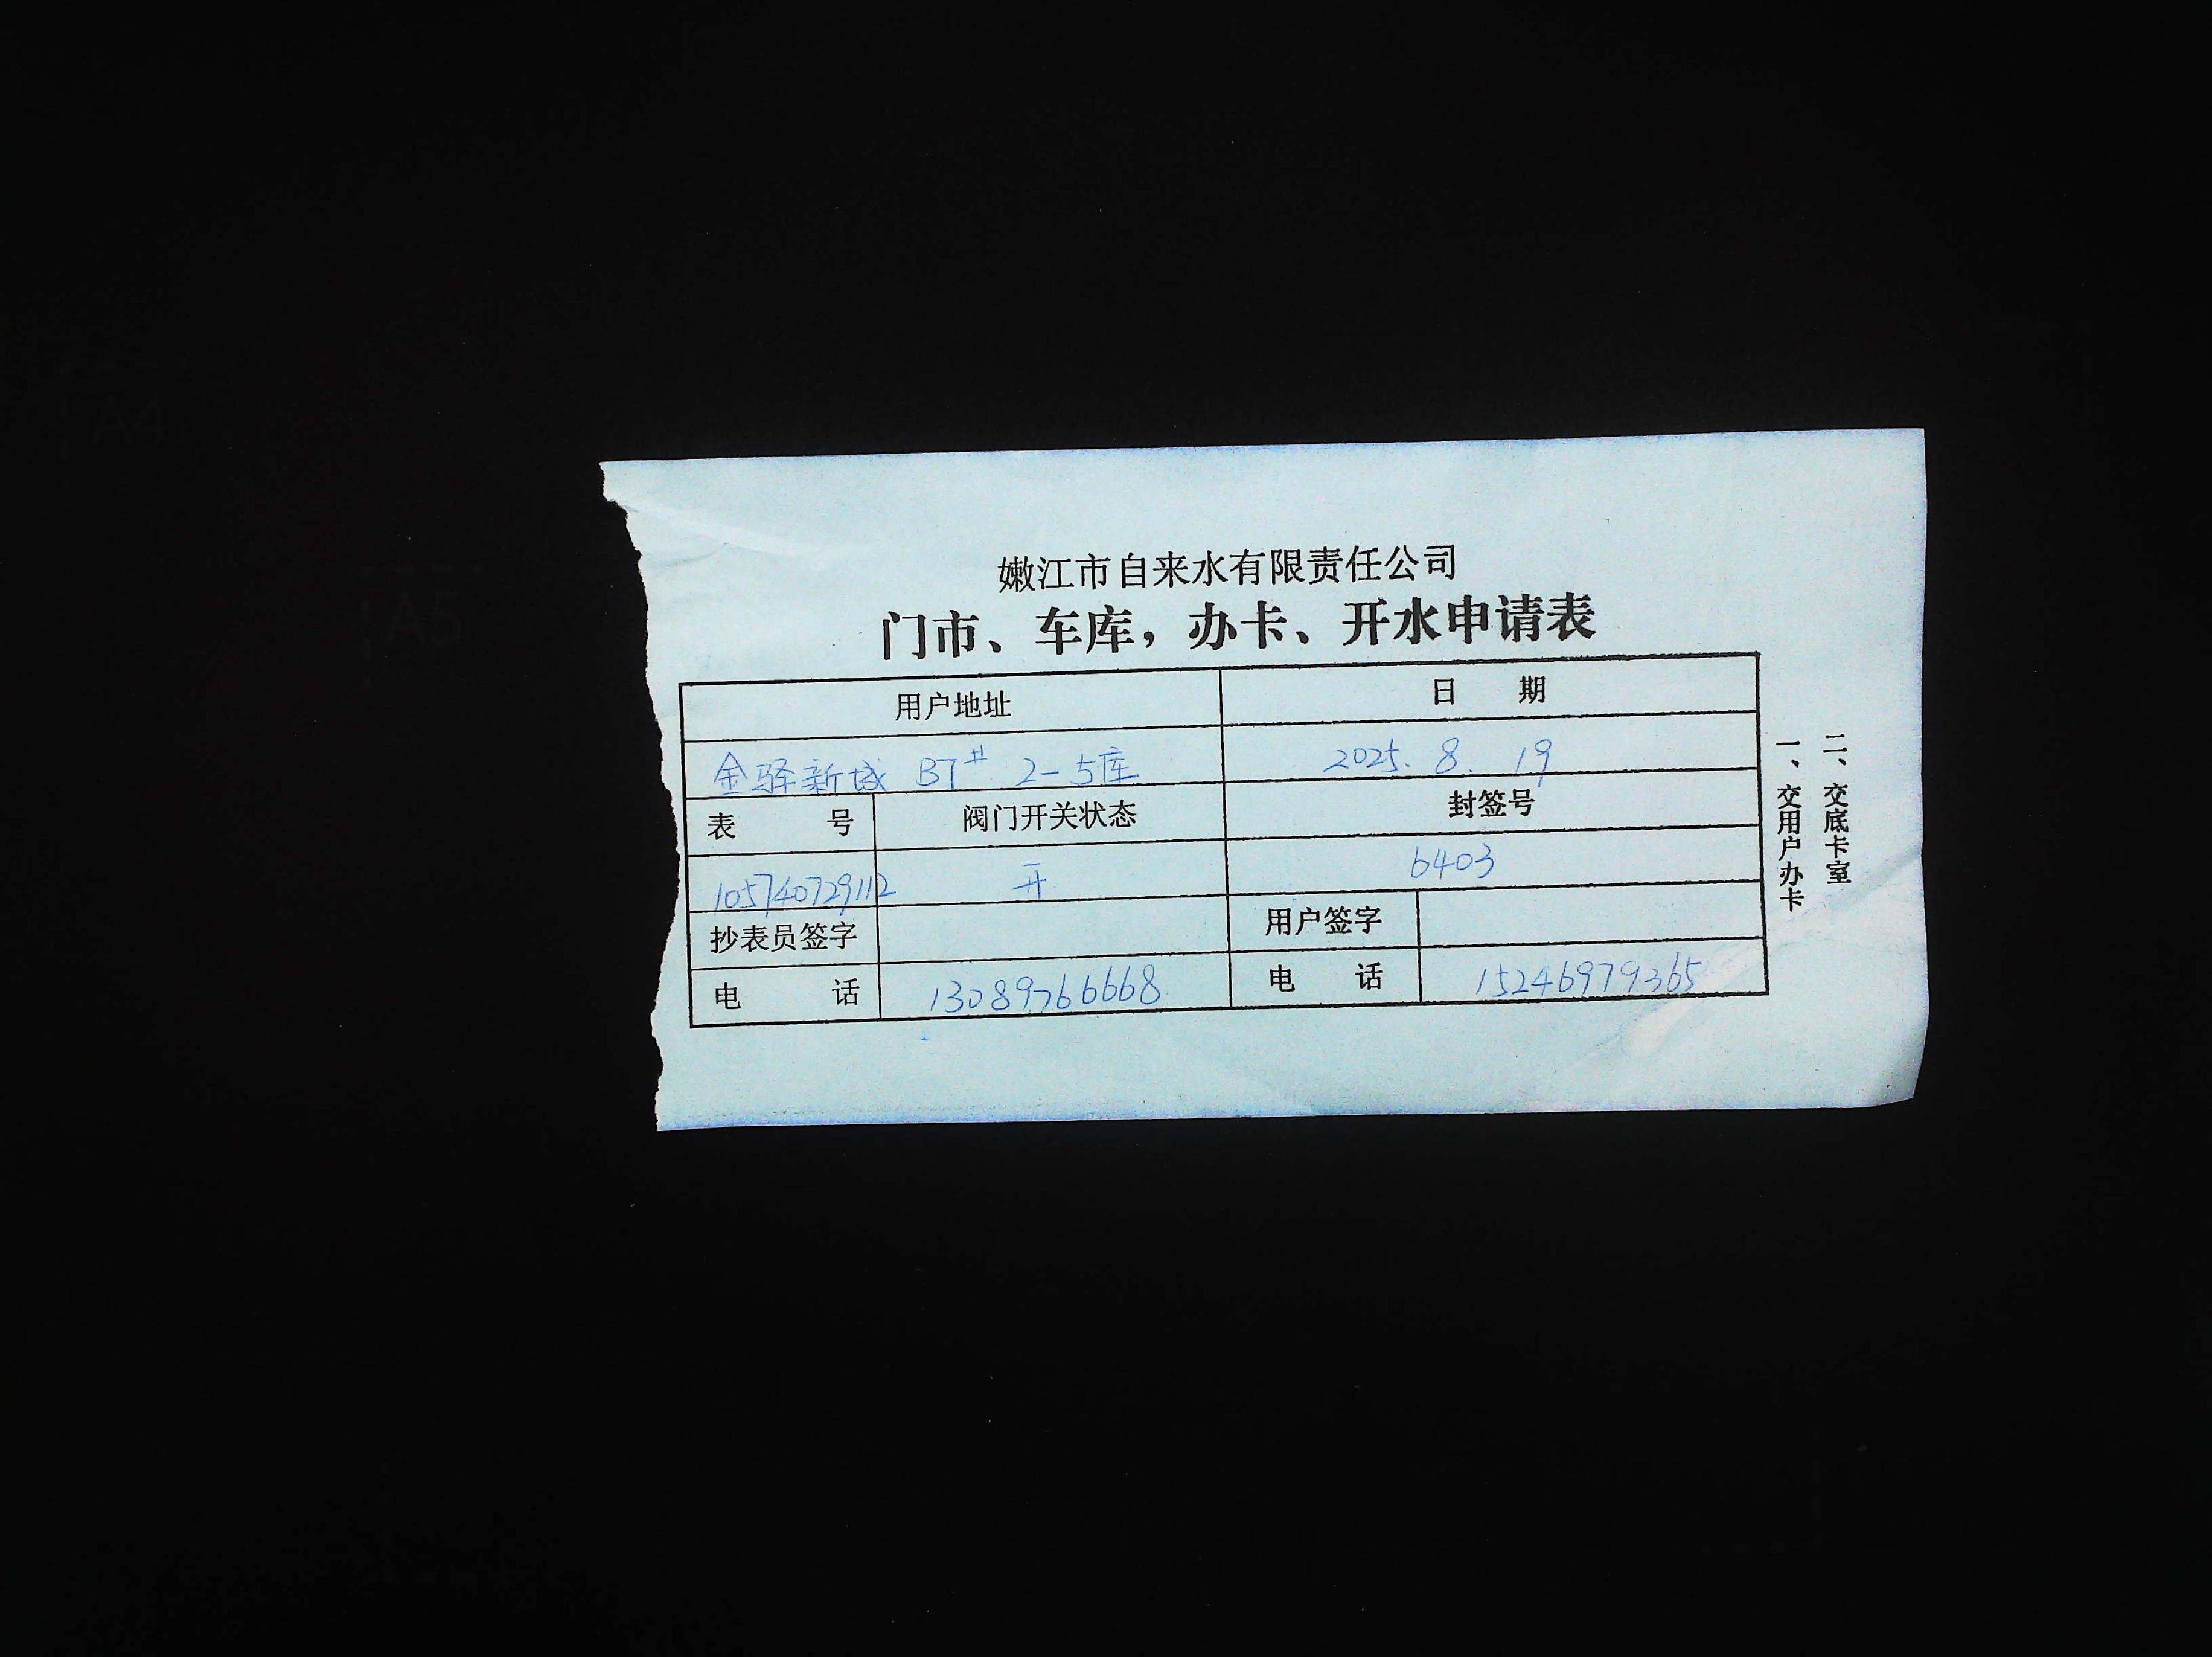 嫩江市自来水有限责任公司
门市、车库，办卡、开水申请表
用户地址 日 期
金驿新城 B7# 2-5库 2025. 8. 19
表 号 阀门开关状态 封签号
105740729112 开 6403
抄表员签字 用户签字
电 话 13089766668 电 话 15246979365
一、交用户办卡
二、交底卡室
A4
A5